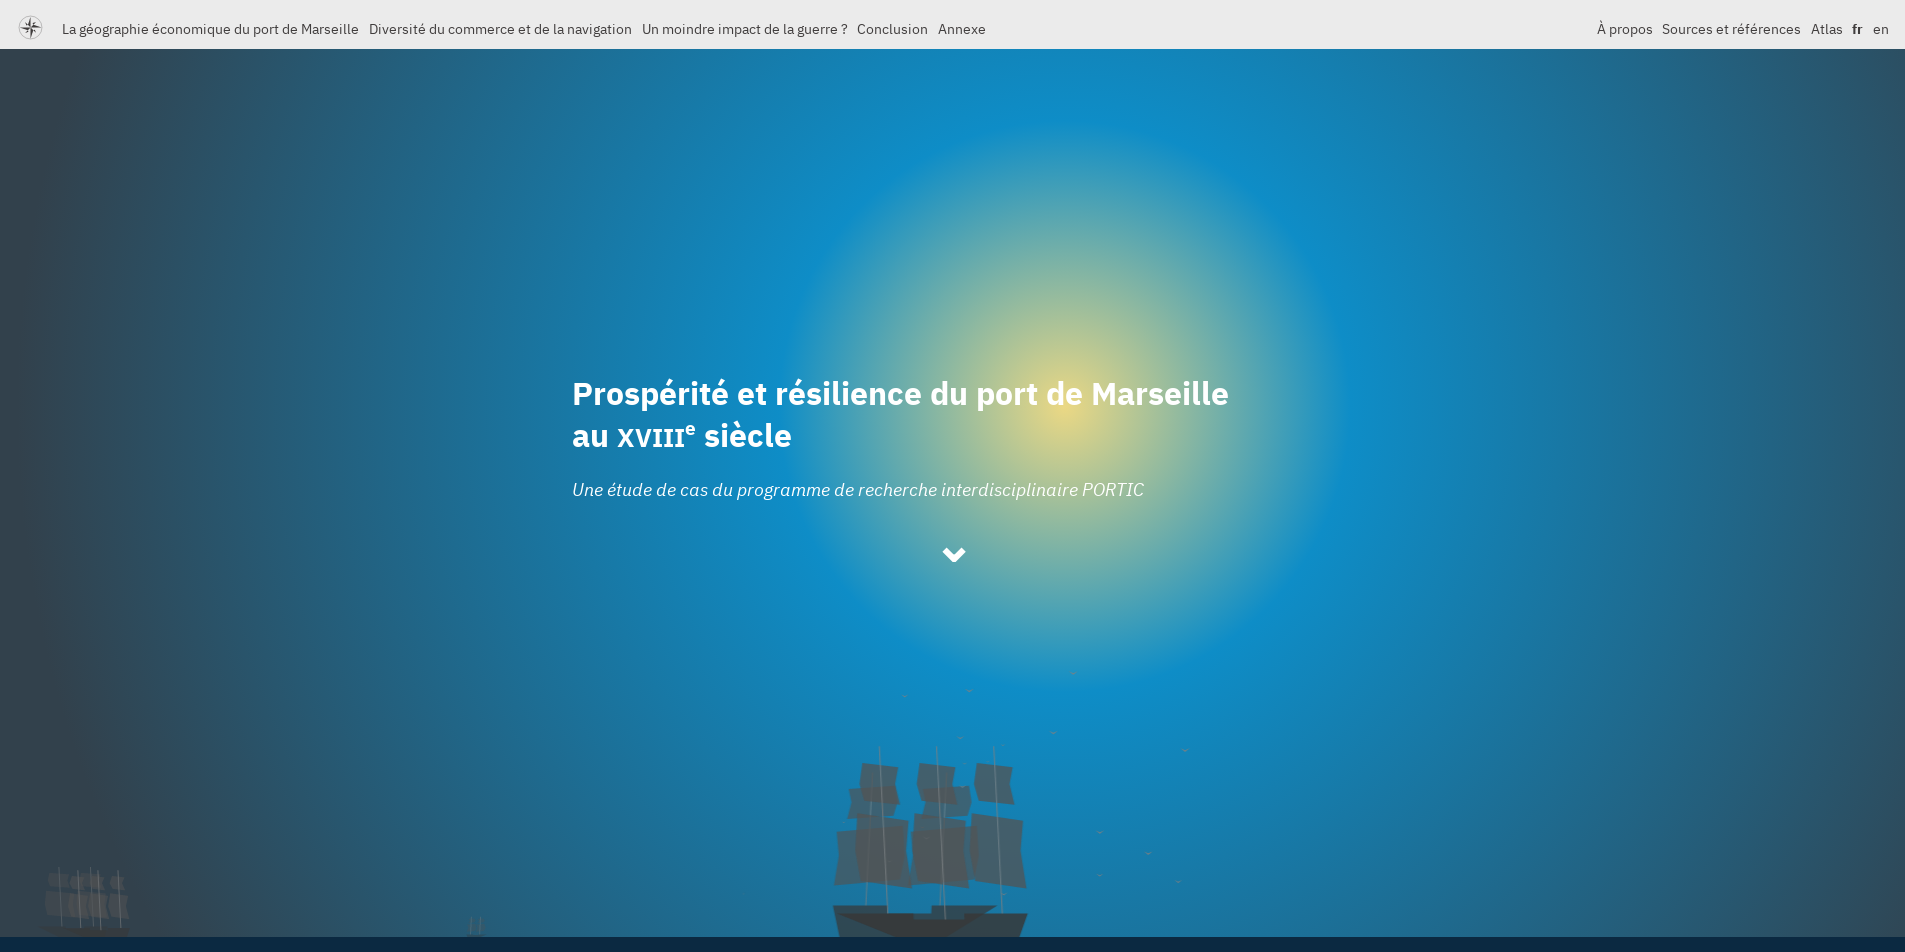 La géographie économique du port de Marseille Diversité du commerce et de la navigation Un moindre impact de la guerre ? Conclusion Annexe À propos Sources et références Atlas fr en
Prospérité et résilience du port de Marseille
au XVIIIe siècle
Une étude de cas du programme de recherche interdisciplinaire PORTIC